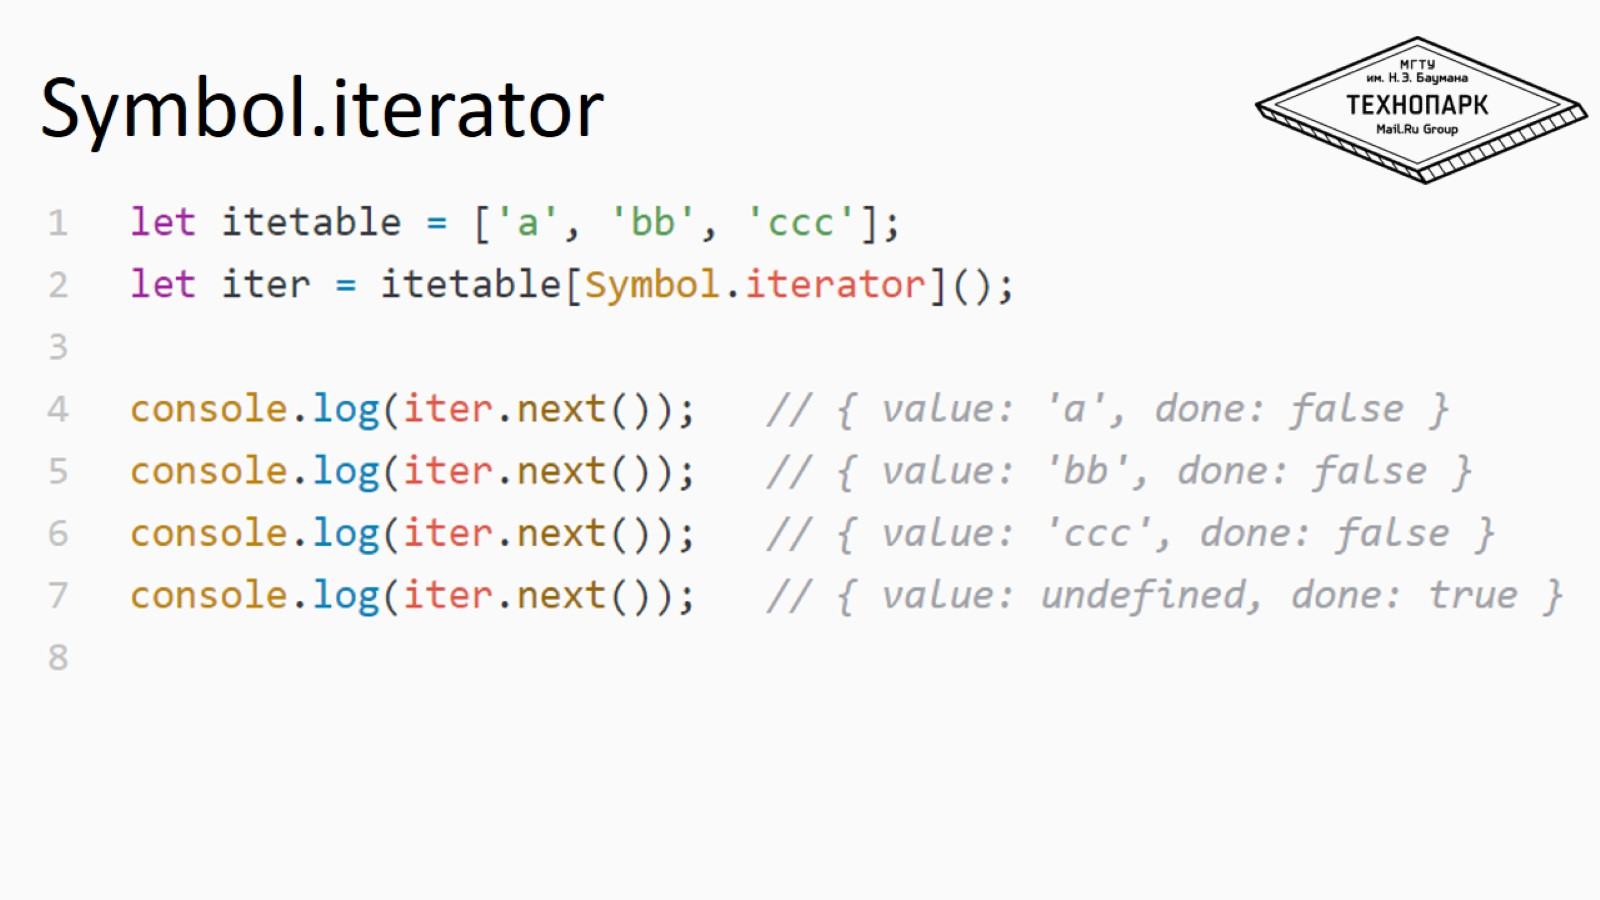 Symbol.iterator
МГТУ
им. Н.Э. Баумана
ТЕХНОПАРК
Mail.Ru Group
1 let itetable = ['a', 'bb', 'ccc'];
2 let iter = itetable[Symbol.iterator]();
3
4 console.log(iter.next()); // { value: 'a', done: false }
5 console.log(iter.next()); // { value: 'bb', done: false }
6 console.log(iter.next()); // { value: 'ccc', done: false }
7 console.log(iter.next()); // { value: undefined, done: true }
8